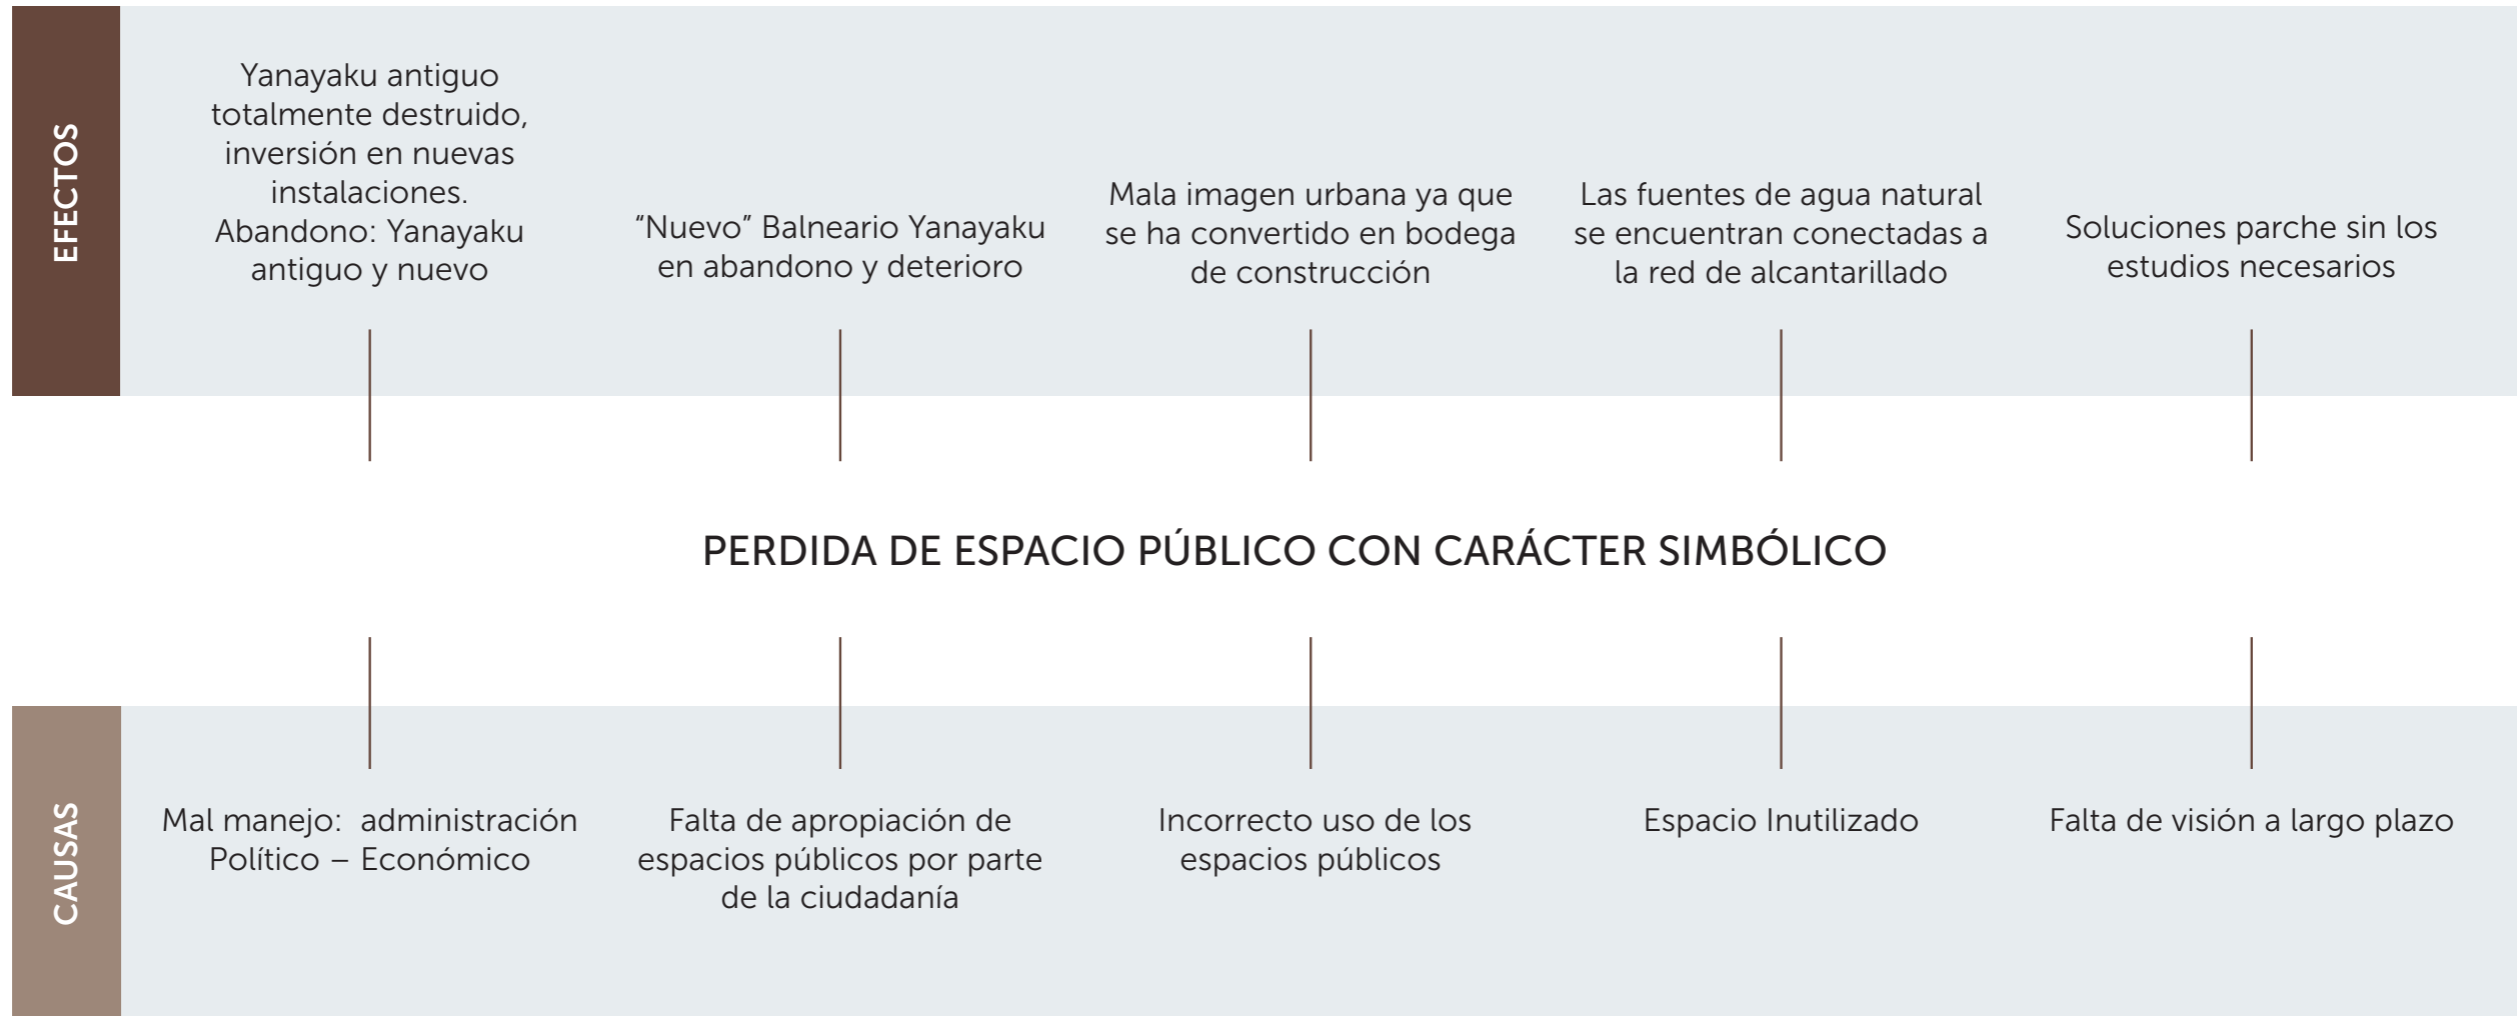 EFECTOS
Yanayaku antiguo
totalmente destruido,
inversión en nuevas
instalaciones.
Abandono: Yanayaku
antiguo y nuevo
“Nuevo” Balneario Yanayaku
en abandono y deterioro
Mala imagen urbana ya que
se ha convertido en bodega
de construcción
Las fuentes de agua natural
se encuentran conectadas a
la red de alcantarillado
Soluciones parche sin los
estudios necesarios
PERDIDA DE ESPACIO PÚBLICO CON CARÁCTER SIMBÓLICO
CAUSAS
Mal manejo:  administración
Político – Económico
Falta de apropiación de
espacios públicos por parte
de la ciudadanía
Incorrecto uso de los
espacios públicos
Espacio Inutilizado
Falta de visión a largo plazo